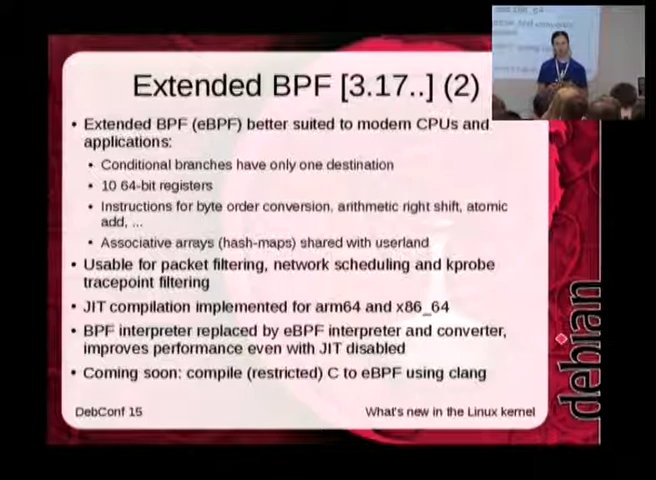 Extended BPF [3.17..] (2)
• Extended BPF (eBPF) better suited to modern CPUs and
applications:
• Conditional branches have only one destination
• 10 64-bit registers
• Instructions for byte order conversion, arithmetic right shift, atomic
add, ...
• Associative arrays (hash-maps) shared with userland
• Usable for packet filtering, network scheduling and kprobe
tracepoint filtering
• JIT compilation implemented for arm64 and x86_64
• BPF interpreter replaced by eBPF interpreter and converter,
improves performance even with JIT disabled
• Coming soon: compile (restricted) C to eBPF using clang
DebConf 15
What's new in the Linux kernel
debian